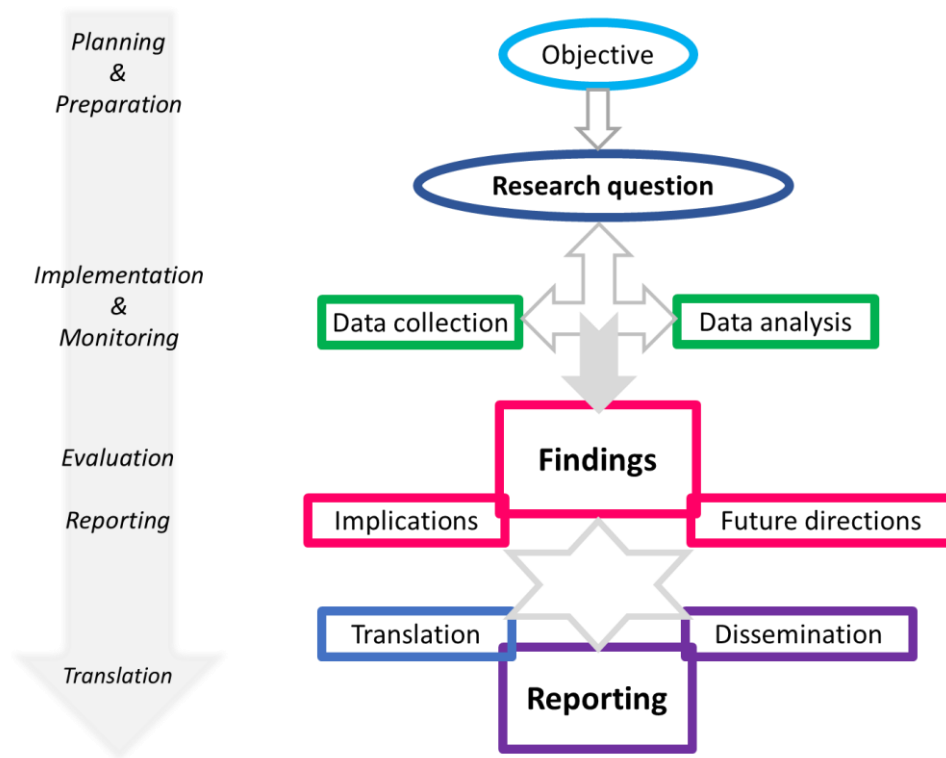 Planning
&
Preparation
Objective
Research question
Implementation
&
Monitoring
Data collection
Data analysis
Evaluation
Findings
Reporting
Implications
Future directions
Translation
Dissemination
Translation
Reporting